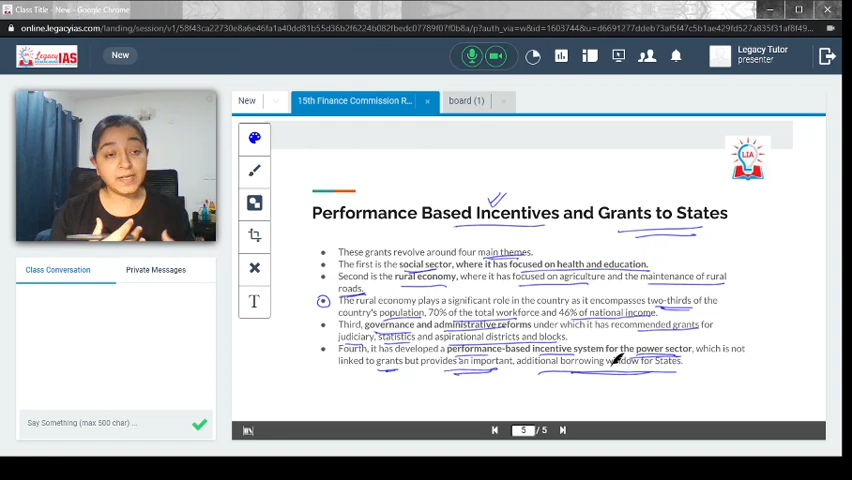 Class Title - New - Google Chrome
online.legacyias.com/landing/session/v1/58f43ca22730e8a6e46fa1a40dd81b55d36b2f6224b082fbedc07789f07f0b8a/p?auth_via=w&id=1603744&us=d6691277ddeb73af5f47c5b1ae429fd527a835f31af8f49...
Legacy IAS
New
Legacy Tutor
presenter
New
15th Finance Commission R...
board (1)
LIA
Performance Based Incentives and Grants to States
These grants revolve around four main themes.
The first is the social sector, where it has focused on health and education.
Second is the rural economy, where it has focused on agriculture and the maintenance of rural
roads.
The rural economy plays a significant role in the country as it encompasses two-thirds of the
country's population, 70% of the total workforce and 46% of national income.
Third, governance and administrative reforms under which it has recommended grants for
judiciary, statistics and aspirational districts and blocks.
Fourth, it has developed a performance-based incentive system for the power sector, which is not
linked to grants but provides an important, additional borrowing window for States.
Class Conversation
Private Messages
Say Something (max 500 char) ...
5 / 5